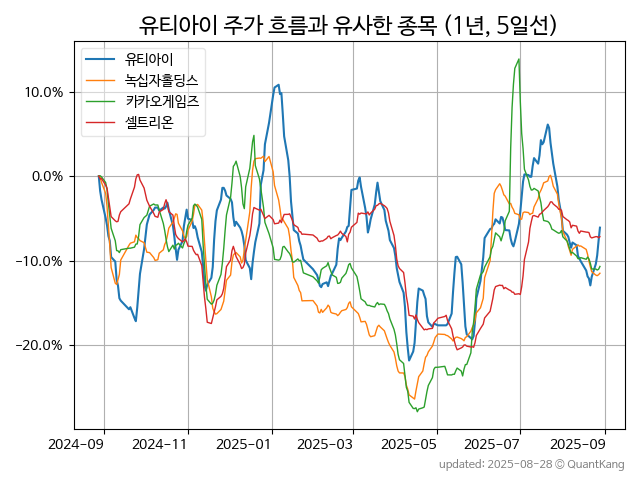 유티아이 주가 흐름과 유사한 종목 (1년, 5일선)
유티아이
녹십자홀딩스
카카오게임즈
셀트리온
10.0%
0.0%
−10.0%
−20.0%
2024-09 2024-11 2025-01 2025-03 2025-05 2025-07 2025-09
updated: 2025-08-28 © QuantKang